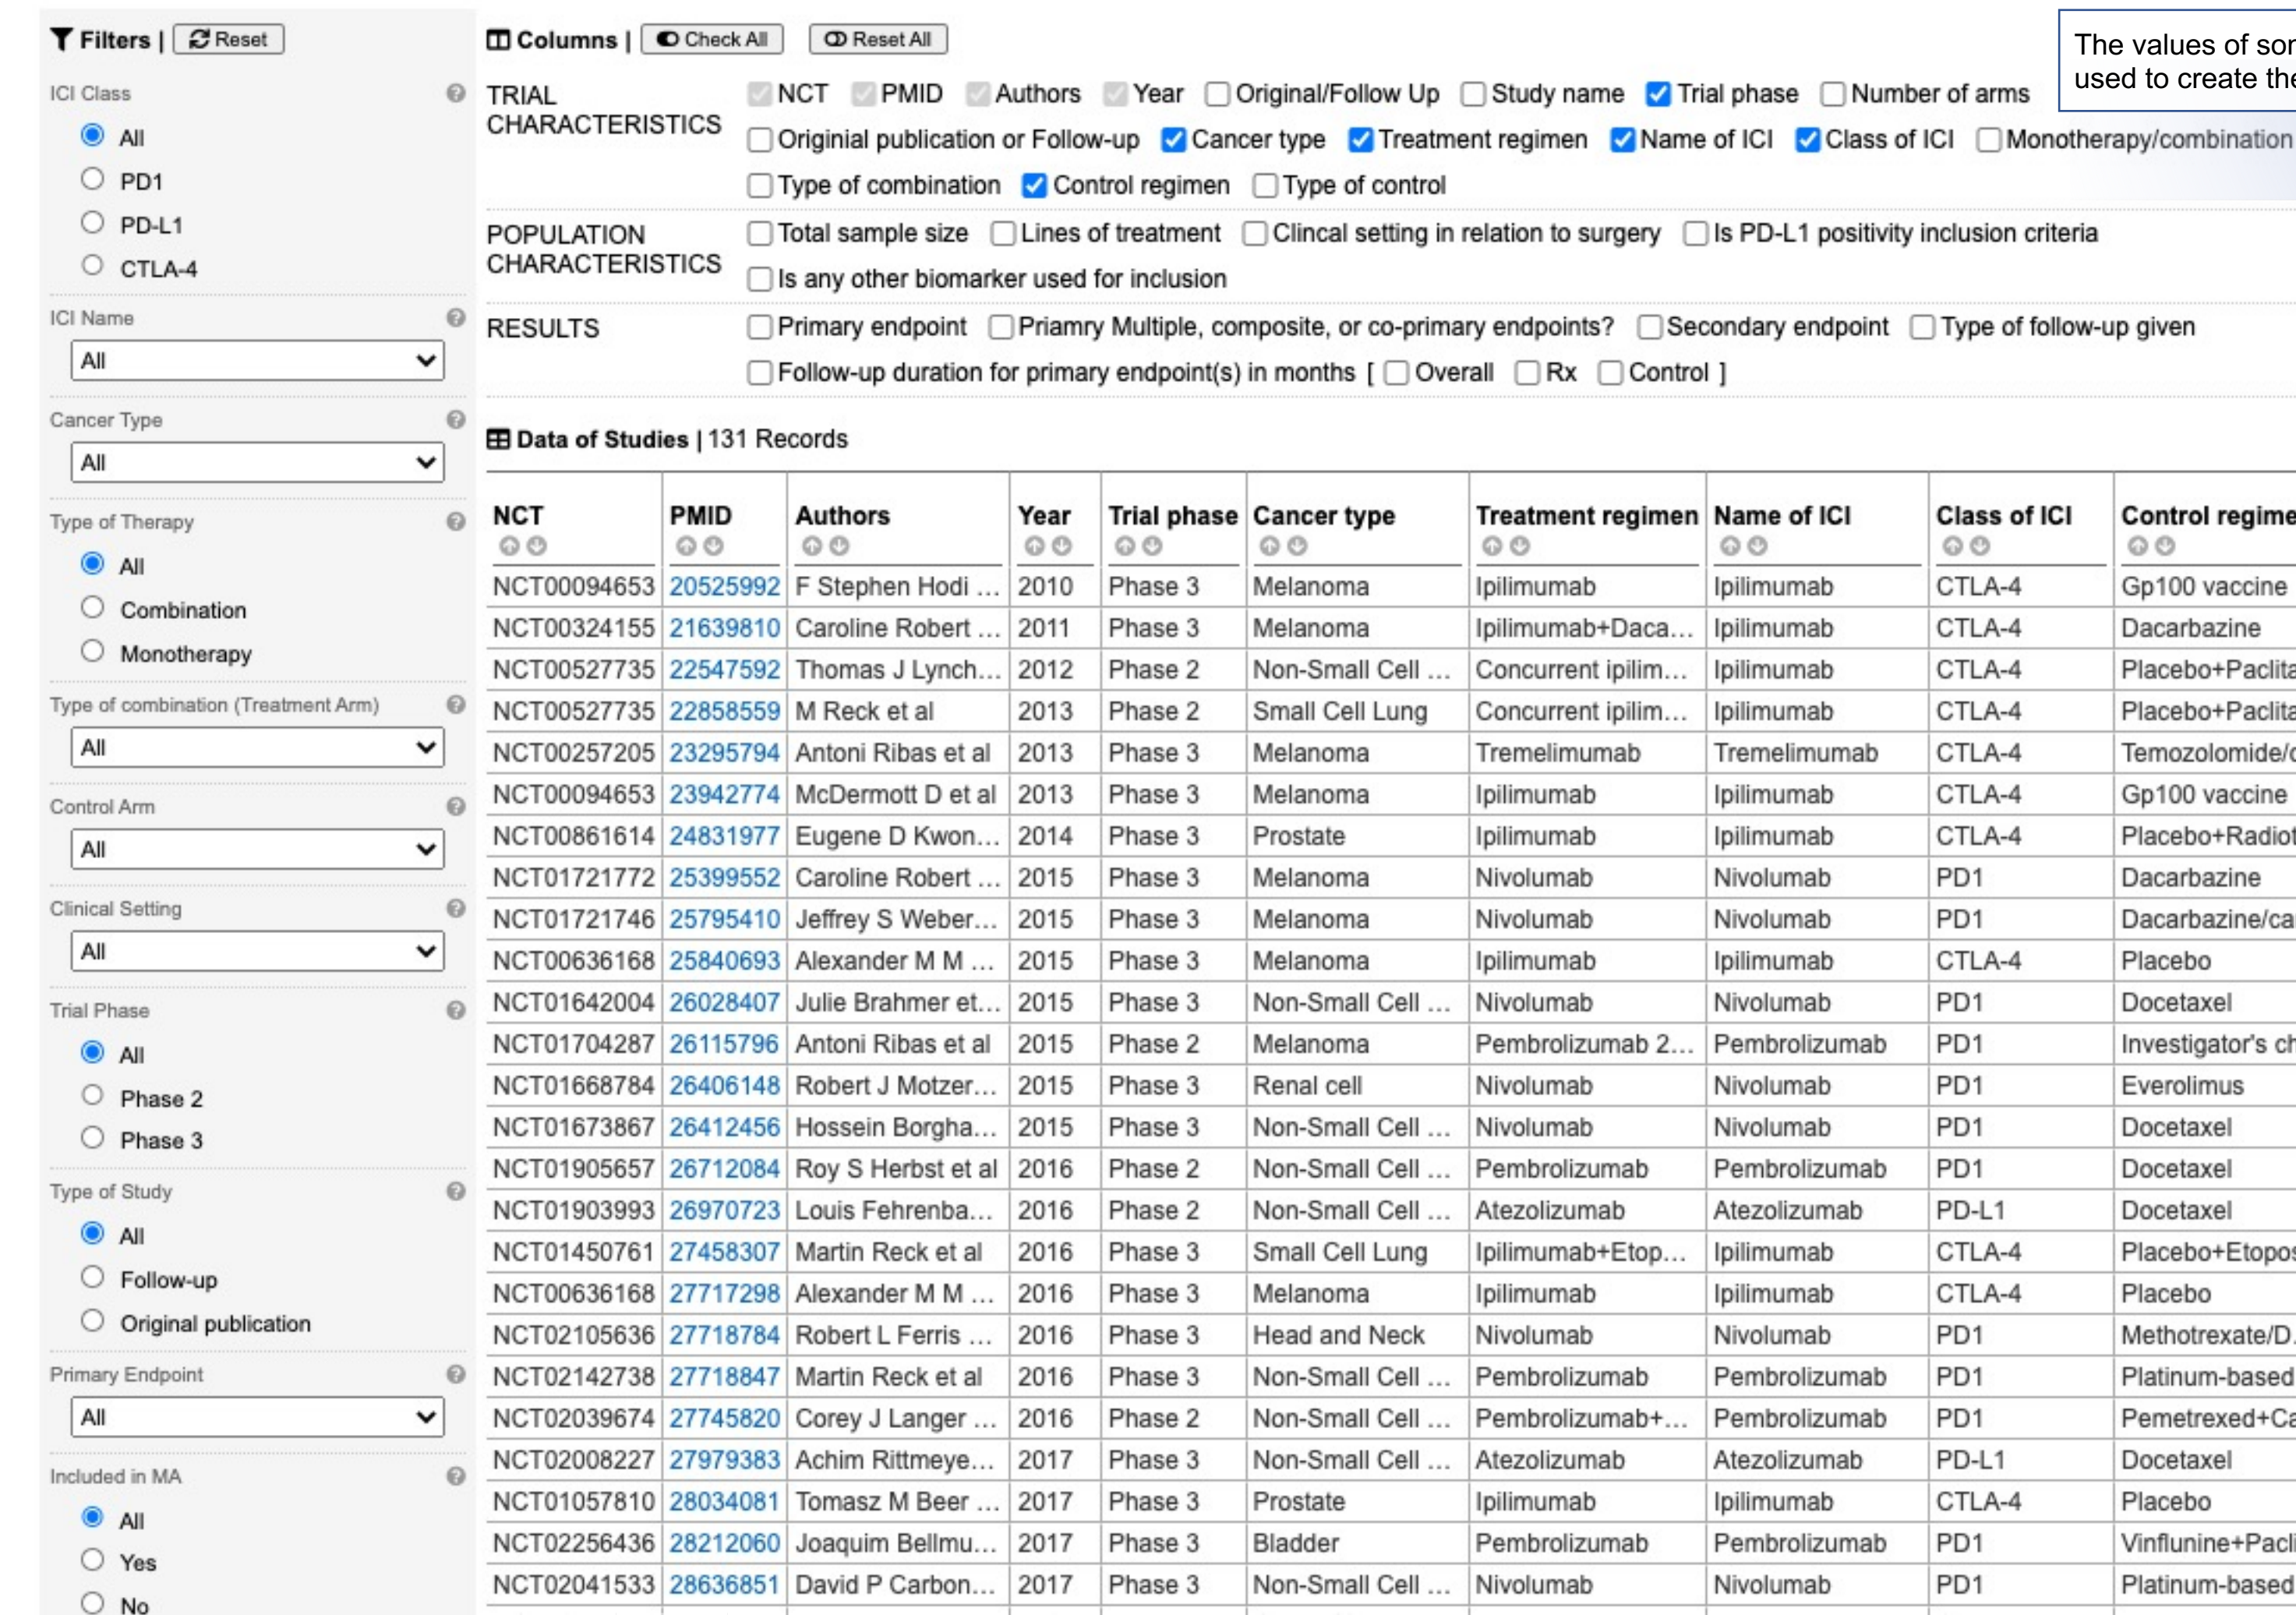 Filters | Reset
ICI Class
All
PD1
PD-L1
CTLA-4
ICI Name
All
Cancer Type
All
Type of Therapy
All
Combination
Monotherapy
Type of combination (Treatment Arm)
All
Control Arm
All
Clinical Setting
All
Trial Phase
All
Phase 2
Phase 3
Type of Study
All
Follow-up
Original publication
Primary Endpoint
All
Included in MA
All
Yes
No
Columns | Check All Reset All
The values of
used to create
TRIAL CHARACTERISTICS
NCT PMID Authors Year Original/Follow Up Study name Trial phase Number of arms
Originial publication or Follow-up Cancer type Treatment regimen Name of ICI Class of ICI Monotherapy/combination
Type of combination Control regimen Type of control
POPULATION CHARACTERISTICS
Total sample size Lines of treatment Clincal setting in relation to surgery Is PD-L1 positivity inclusion criteria
Is any other biomarker used for inclusion
RESULTS
Primary endpoint Priamry Multiple, composite, or co-primary endpoints? Secondary endpoint Type of follow-up given
Follow-up duration for primary endpoint(s) in months [ Overall Rx Control ]
Data of Studies | 131 Records
NCT PMID Authors Year Trial phase Cancer type Treatment regimen Name of ICI Class of ICI Control regime
NCT00094653 20525992 F Stephen Hodi ... 2010 Phase 3 Melanoma Ipilimumab Ipilimumab CTLA-4 Gp100 vaccine
NCT00324155 21639810 Caroline Robert ... 2011 Phase 3 Melanoma Ipilimumab+Daca... Ipilimumab CTLA-4 Dacarbazine
NCT00527735 22547592 Thomas J Lynch... 2012 Phase 2 Non-Small Cell ... Concurrent ipilim... Ipilimumab CTLA-4 Placebo+Paclita
NCT00527735 22858559 M Reck et al 2013 Phase 2 Small Cell Lung Concurrent ipilim... Ipilimumab CTLA-4 Placebo+Paclita
NCT00257205 23295794 Antoni Ribas et al 2013 Phase 3 Melanoma Tremelimumab Tremelimumab CTLA-4 Temozolomide/
NCT00094653 23942774 McDermott D et al 2013 Phase 3 Melanoma Ipilimumab Ipilimumab CTLA-4 Gp100 vaccine
NCT00861614 24831977 Eugene D Kwon... 2014 Phase 3 Prostate Ipilimumab Ipilimumab CTLA-4 Placebo+Radiot
NCT01721772 25399552 Caroline Robert ... 2015 Phase 3 Melanoma Nivolumab Nivolumab PD1 Dacarbazine
NCT01721746 25795410 Jeffrey S Weber... 2015 Phase 3 Melanoma Nivolumab Nivolumab PD1 Dacarbazine/ca
NCT00636168 25840693 Alexander M M ... 2015 Phase 3 Melanoma Ipilimumab Ipilimumab CTLA-4 Placebo
NCT01642004 26028407 Julie Brahmer et... 2015 Phase 3 Non-Small Cell ... Nivolumab Nivolumab PD1 Docetaxel
NCT01704287 26115796 Antoni Ribas et al 2015 Phase 2 Melanoma Pembrolizumab 2... Pembrolizumab PD1 Investigator's ch
NCT01668784 26406148 Robert J Motzer... 2015 Phase 3 Renal cell Nivolumab Nivolumab PD1 Everolimus
NCT01673867 26412456 Hossein Borgha... 2015 Phase 3 Non-Small Cell ... Nivolumab Nivolumab PD1 Docetaxel
NCT01905657 26712084 Roy S Herbst et al 2016 Phase 2 Non-Small Cell ... Pembrolizumab Pembrolizumab PD1 Docetaxel
NCT01903993 26970723 Louis Fehrenba... 2016 Phase 2 Non-Small Cell ... Atezolizumab Atezolizumab PD-L1 Docetaxel
NCT01450761 27458307 Martin Reck et al 2016 Phase 3 Small Cell Lung Ipilimumab+Etop... Ipilimumab CTLA-4 Placebo+Etopos
NCT00636168 27717298 Alexander M M ... 2016 Phase 3 Melanoma Ipilimumab Ipilimumab CTLA-4 Placebo
NCT02105636 27718784 Robert L Ferris ... 2016 Phase 3 Head and Neck Nivolumab Nivolumab PD1 Methotrexate/D.
NCT02142738 27718847 Martin Reck et al 2016 Phase 3 Non-Small Cell ... Pembrolizumab Pembrolizumab PD1 Platinum-based
NCT02039674 27745820 Corey J Langer ... 2016 Phase 2 Non-Small Cell ... Pembrolizumab+... Pembrolizumab PD1 Pemetrexed+Ca
NCT02008227 27979383 Achim Rittmeye... 2017 Phase 3 Non-Small Cell ... Atezolizumab Atezolizumab PD-L1 Docetaxel
NCT01057810 28034081 Tomasz M Beer ... 2017 Phase 3 Prostate Ipilimumab Ipilimumab CTLA-4 Placebo
NCT02256436 28212060 Joaquim Bellmu... 2017 Phase 3 Bladder Pembrolizumab Pembrolizumab PD1 Vinflunine+Pacli
NCT02041533 28636851 David P Carbon... 2017 Phase 3 Non-Small Cell ... Nivolumab Nivolumab PD1 Platinum-based